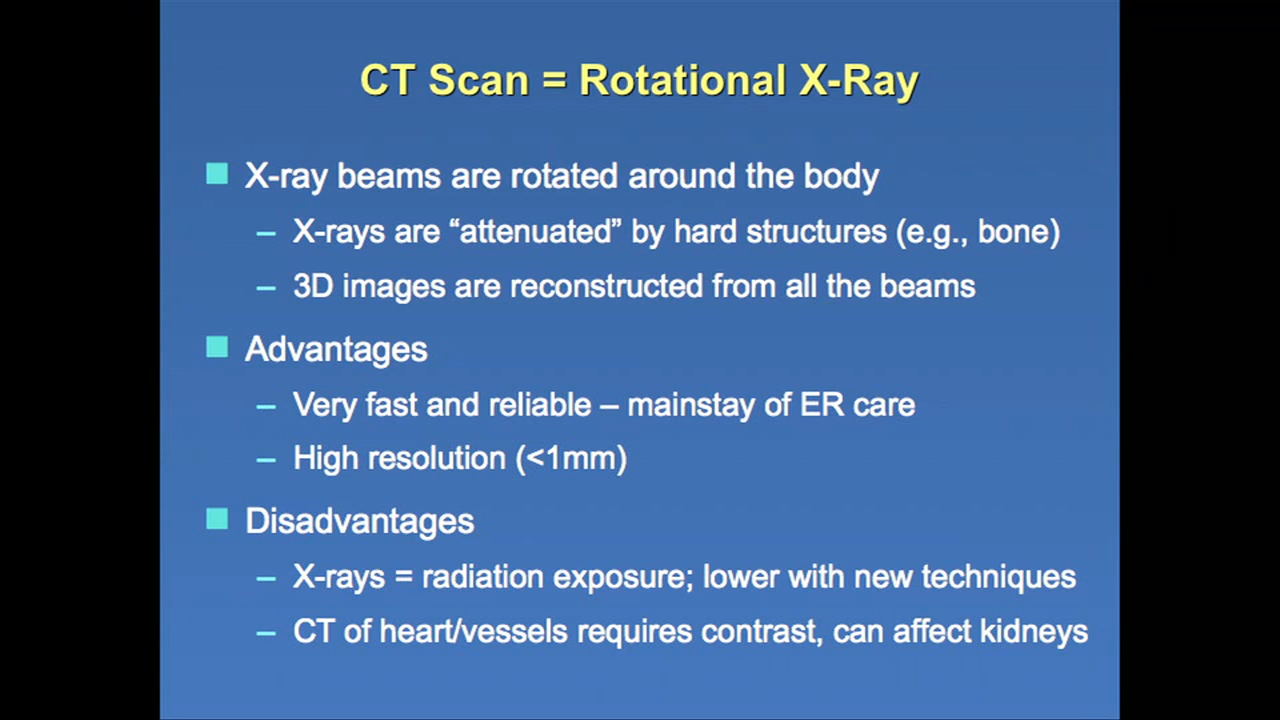 CT Scan = Rotational X-Ray
X-ray beams are rotated around the body
– X-rays are “attenuated” by hard structures (e.g., bone)
– 3D images are reconstructed from all the beams
Advantages
– Very fast and reliable – mainstay of ER care
– High resolution (<1mm)
Disadvantages
– X-rays = radiation exposure; lower with new techniques
– CT of heart/vessels requires contrast, can affect kidneys